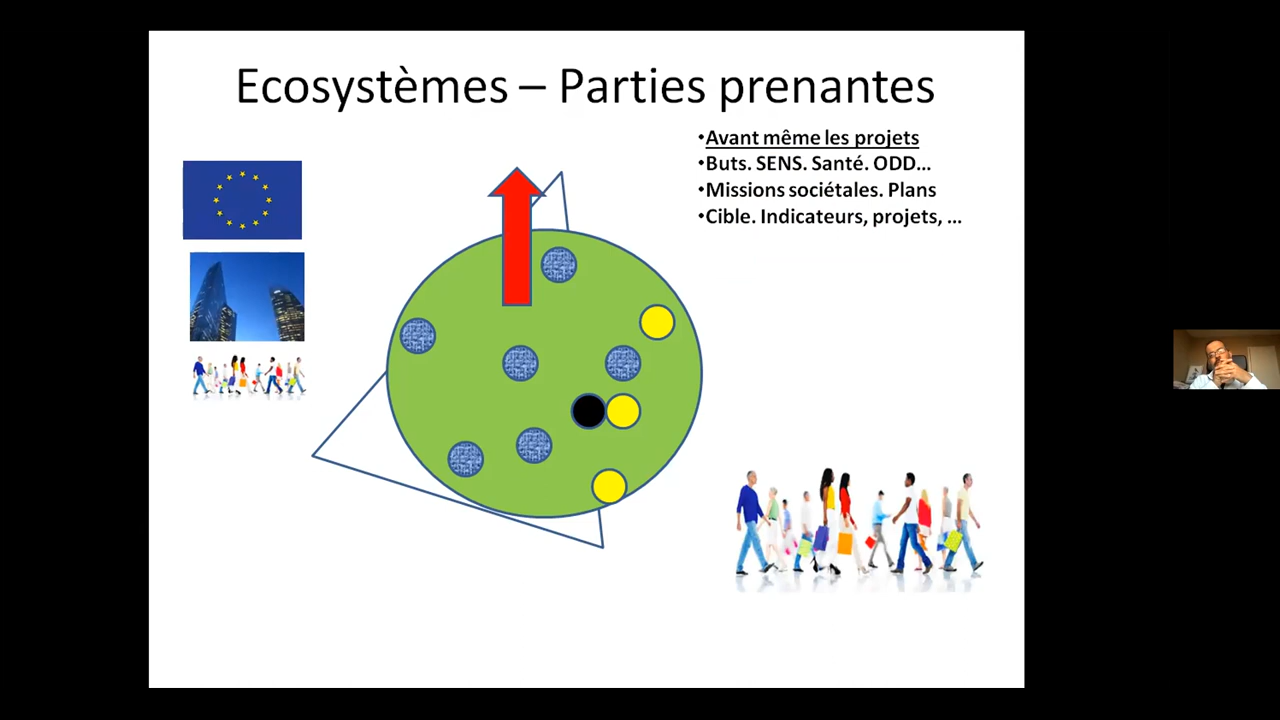 Ecosystèmes – Parties prenantes
•Avant même les projets
•Buts. SENS. Santé. ODD...
•Missions sociétales. Plans
•Cible. Indicateurs, projets, ...